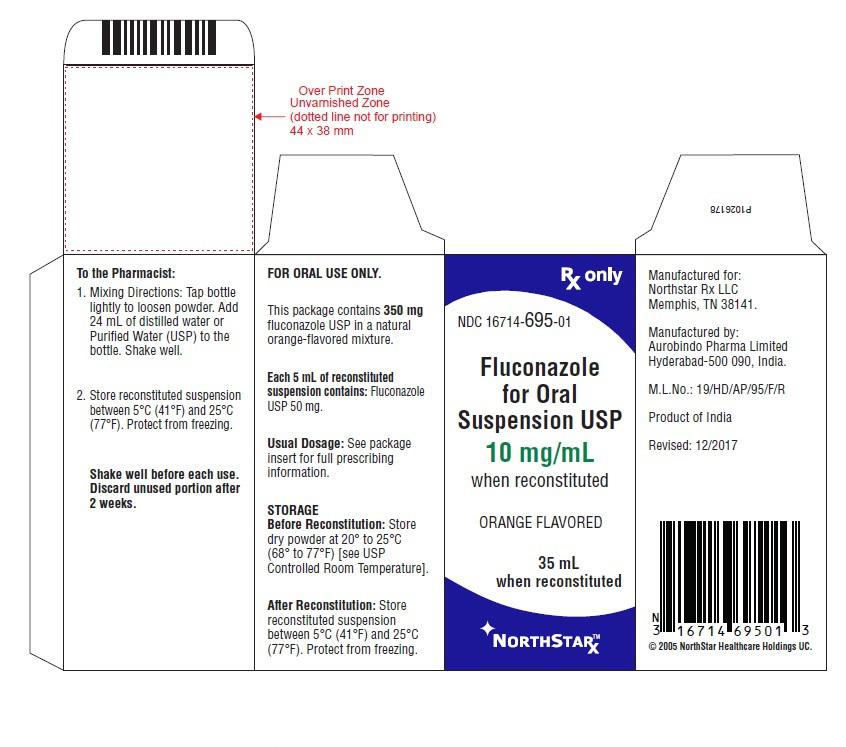 Over Print Zone
Unvarnished Zone
(dotted line not for printing)
44 x 38 mm
P1026178
To the Pharmacist:
1. Mixing Directions: Tap bottle
lightly to loosen powder. Add
24 mL of distilled water or
Purified Water (USP) to the
bottle. Shake well.
2. Store reconstituted suspension
between 5°C (41°F) and 25°C
(77°F). Protect from freezing.
Shake well before each use.
Discard unused portion after
2 weeks.
FOR ORAL USE ONLY.
This package contains 350 mg
fluconazole USP in a natural
orange-flavored mixture.
Each 5 mL of reconstituted
suspension contains: Fluconazole
USP 50 mg.
Usual Dosage: See package
insert for full prescribing
information.
STORAGE
Before Reconstitution: Store
dry powder at 20° to 25°C
(68° to 77°F) [see USP
Controlled Room Temperature].
After Reconstitution: Store
reconstituted suspension
between 5°C (41°F) and 25°C
(77°F). Protect from freezing.
Rx only
NDC 16714-695-01
Fluconazole
for Oral
Suspension USP
10 mg/mL
when reconstituted
ORANGE FLAVORED
35 mL
when reconstituted
NORTHSTARx™
Manufactured for:
Northstar Rx LLC
Memphis, TN 38141.
Manufactured by:
Aurobindo Pharma Limited
Hyderabad-500 090, India.
M.L.No.: 19/HD/AP/95/F/R
Product of India
Revised: 12/2017
N
3 16714 69501 3
© 2005 NorthStar Healthcare Holdings UC.